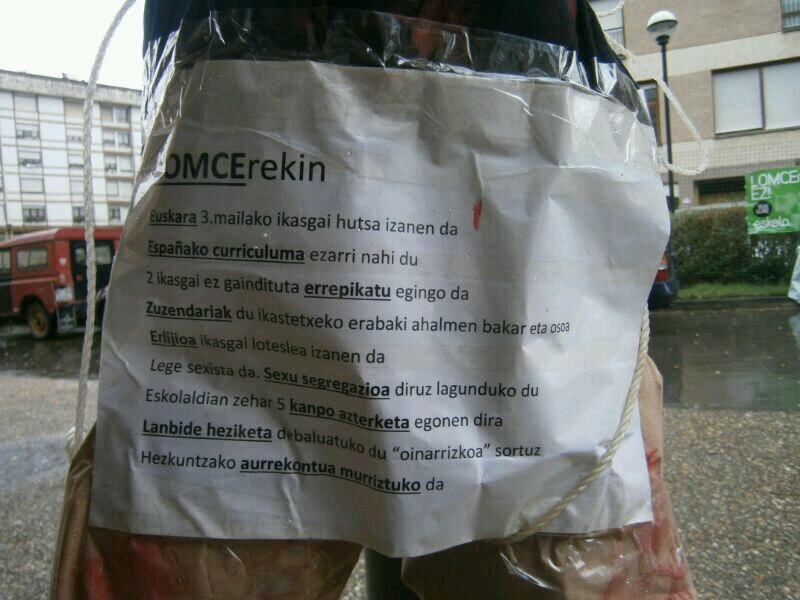 LOMCErekin
Euskara 3.mailako ikasgai hutsa izanen da
Españako curriculuma ezarri nahi du
2 ikasgai ez gaindituta errepikatu egingo da
Zuzendariak du ikastetxeko erabaki ahalmen bakar eta osoa
Erlijioa ikasgai loteslea izanen da
Lege sexista da. Sexu segregazioa diruz lagunduko du
Eskolaldian zehar 5 kanpo azterketa egonen dira
Lanbide heziketa debaluatuko du "oinarrizkoa" sortuz
Hezkuntzako aurrekontua murriztuko da
LOMCEri
EZ!
eskola